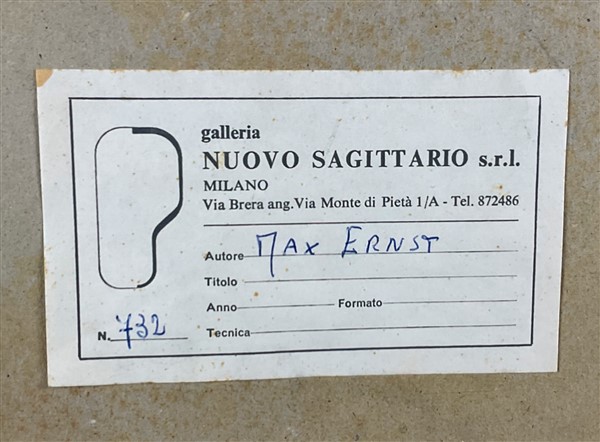 galleria
NUOVO SAGITTARIO s.r.l.
MILANO
Via Brera ang.Via Monte di Pietà 1/A - Tel. 872486
Autore MAX ERNST
Titolo
Anno Formato
N. 732 Tecnica